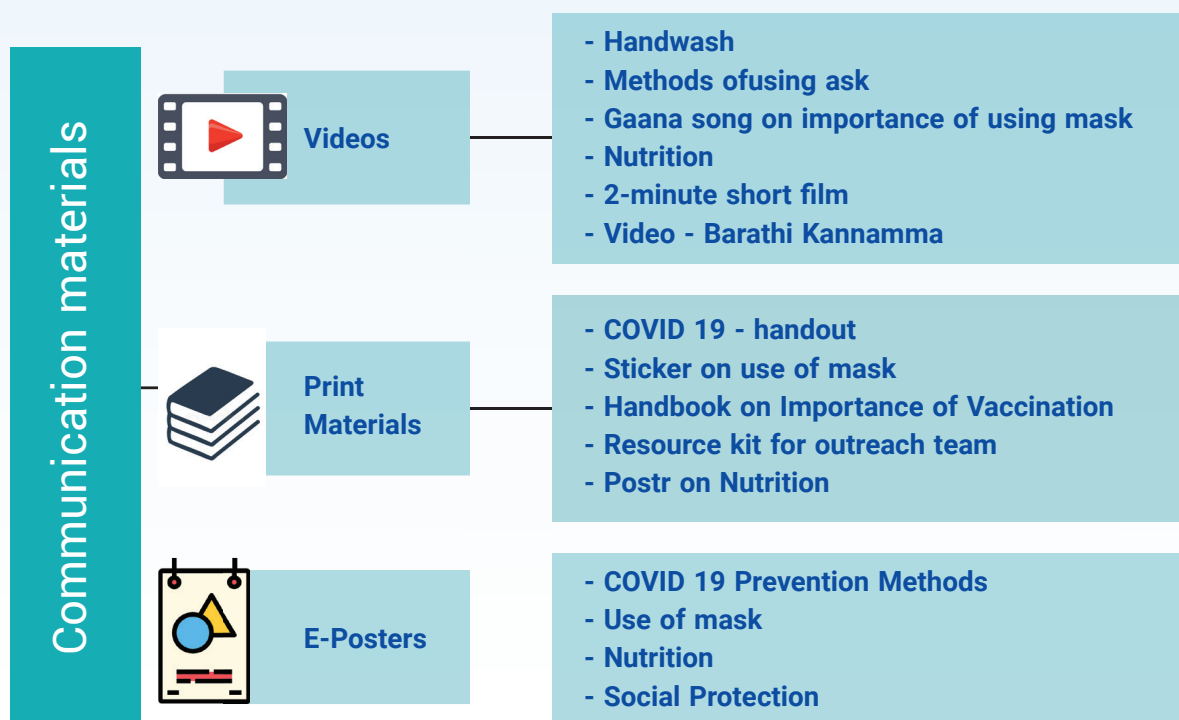 Communication materials
Videos
- Handwash
- Methods ofusing ask
- Gaana song on importance of using mask
- Nutrition
- 2-minute short film
- Video - Barathi Kannamma
Print
Materials
- COVID 19 - handout
- Sticker on use of mask
- Handbook on Importance of Vaccination
- Resource kit for outreach team
- Postr on Nutrition
E-Posters
- COVID 19 Prevention Methods
- Use of mask
- Nutrition
- Social Protection